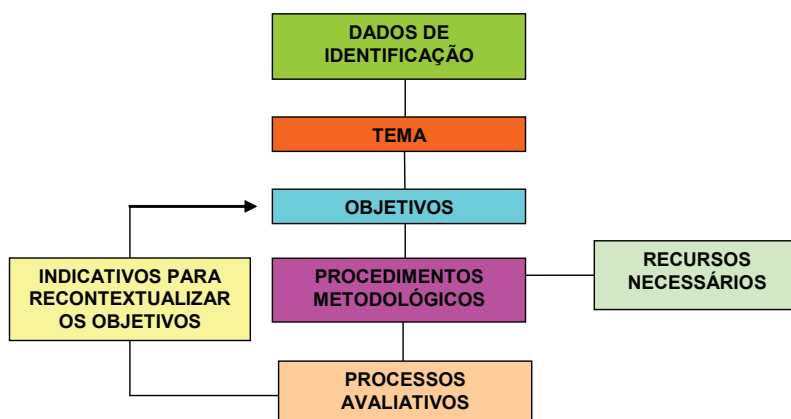 DADOS DE
IDENTIFICAÇÃO
TEMA
OBJETIVOS
INDICATIVOS PARA
RECONTEXTUALIZAR
OS OBJETIVOS
PROCEDIMENTOS
METODOLÓGICOS
RECURSOS
NECESSÁRIOS
PROCESSOS
AVALIATIVOS